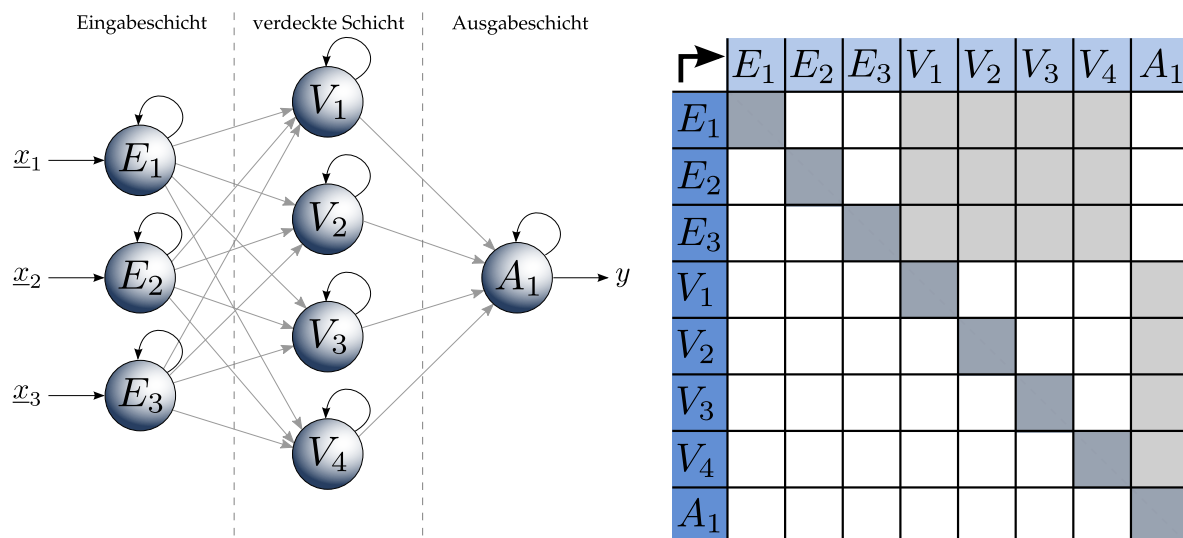 Eingabeschicht verdeckte Schicht Ausgabeschicht
x₁
x₂
x₃
E₁
E₂
E₃
V₁
V₂
V₃
V₄
A₁
y
E₁ E₂ E₃ V₁ V₂ V₃ V₄ A₁
E₁
E₂
E₃
V₁
V₂
V₃
V₄
A₁